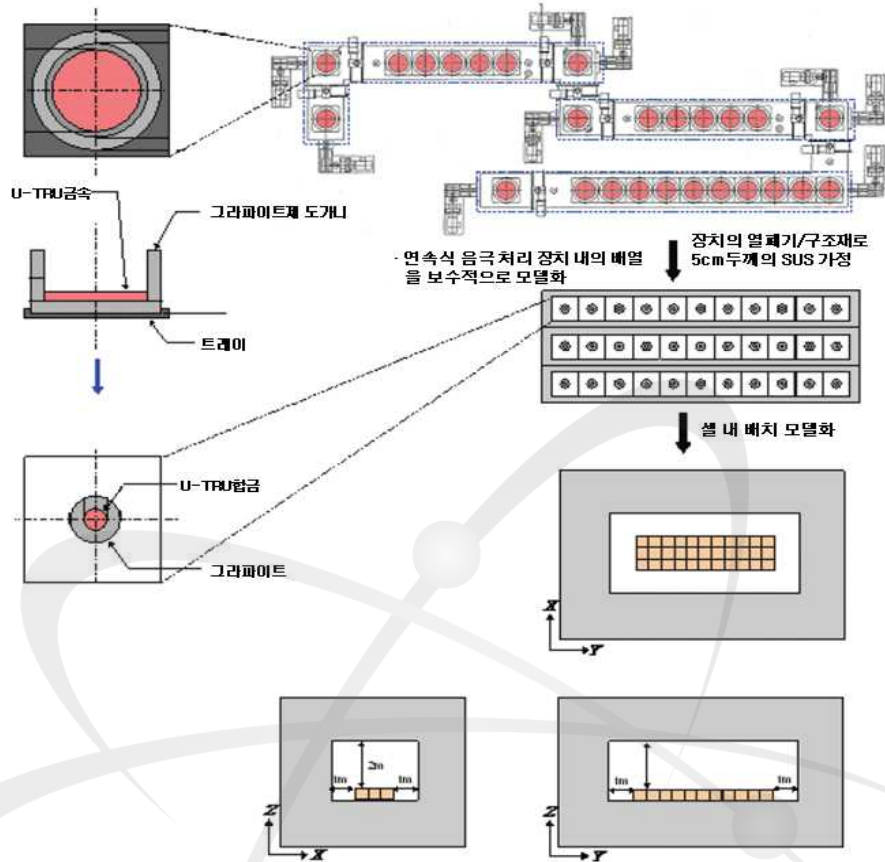 U-TRU금속
그라파이트제 도가니
트레이
· 연속식 음극 처리 장치 내의 배열
을 보수적으로 모델화
장치의 열폐기/구조재로
5cm 두께의 SUS 가정
셀 내 배치 모델화
U-TRU합금
그라파이트
X
Y
1m
2m
1m
Z
X
1m
1m
Z
Y